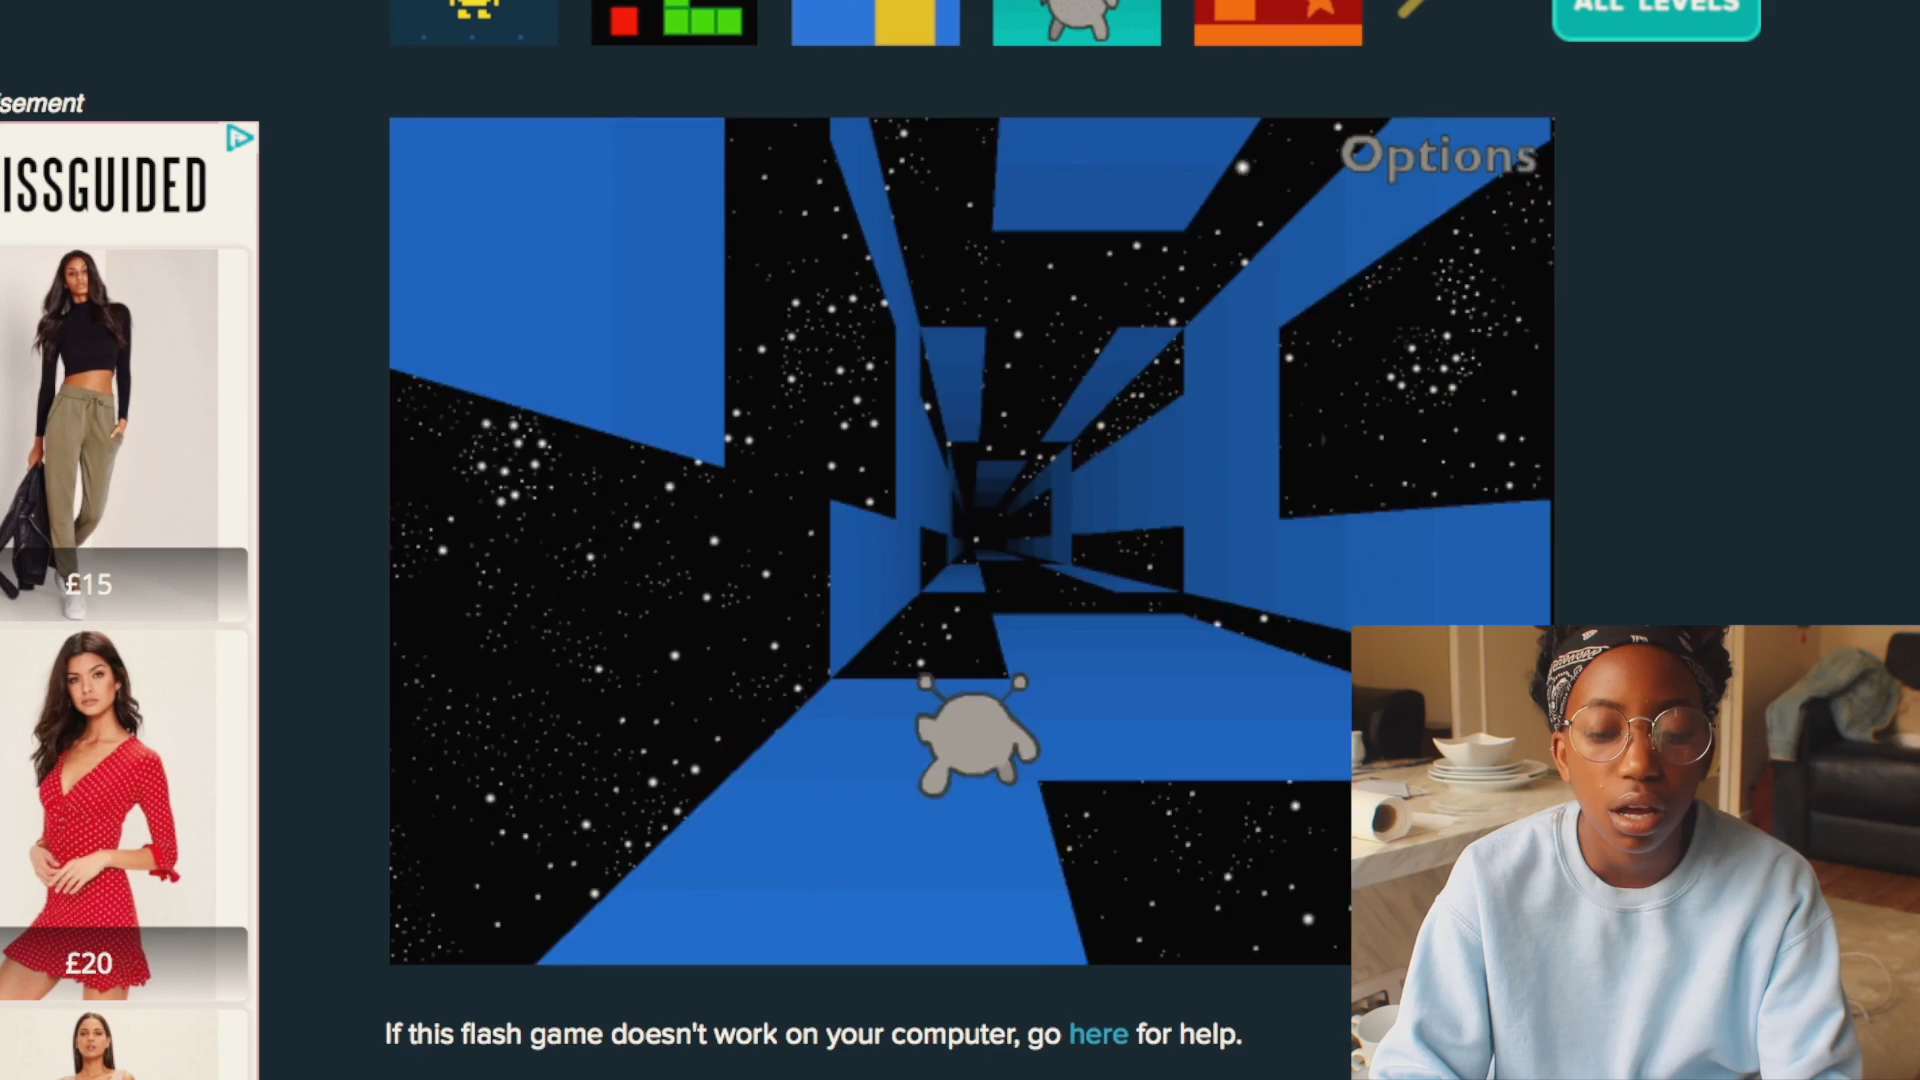 ALL LEVELS
sement
ISSGUIDED
Options
£15
£20
If this flash game doesn't work on your computer, go here for help.